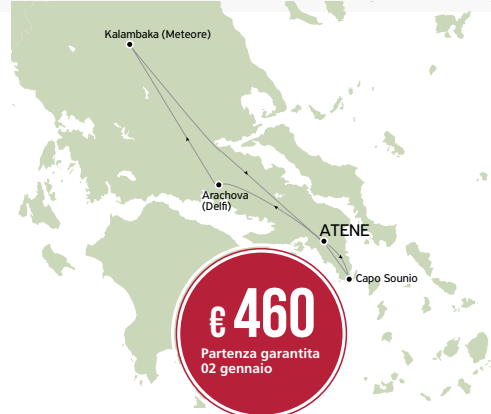 Kalambaka (Meteore)
Arachova
(Delfi)
ATENE
Capo Sounio
€ 460
Partenza garantita
02 gennaio